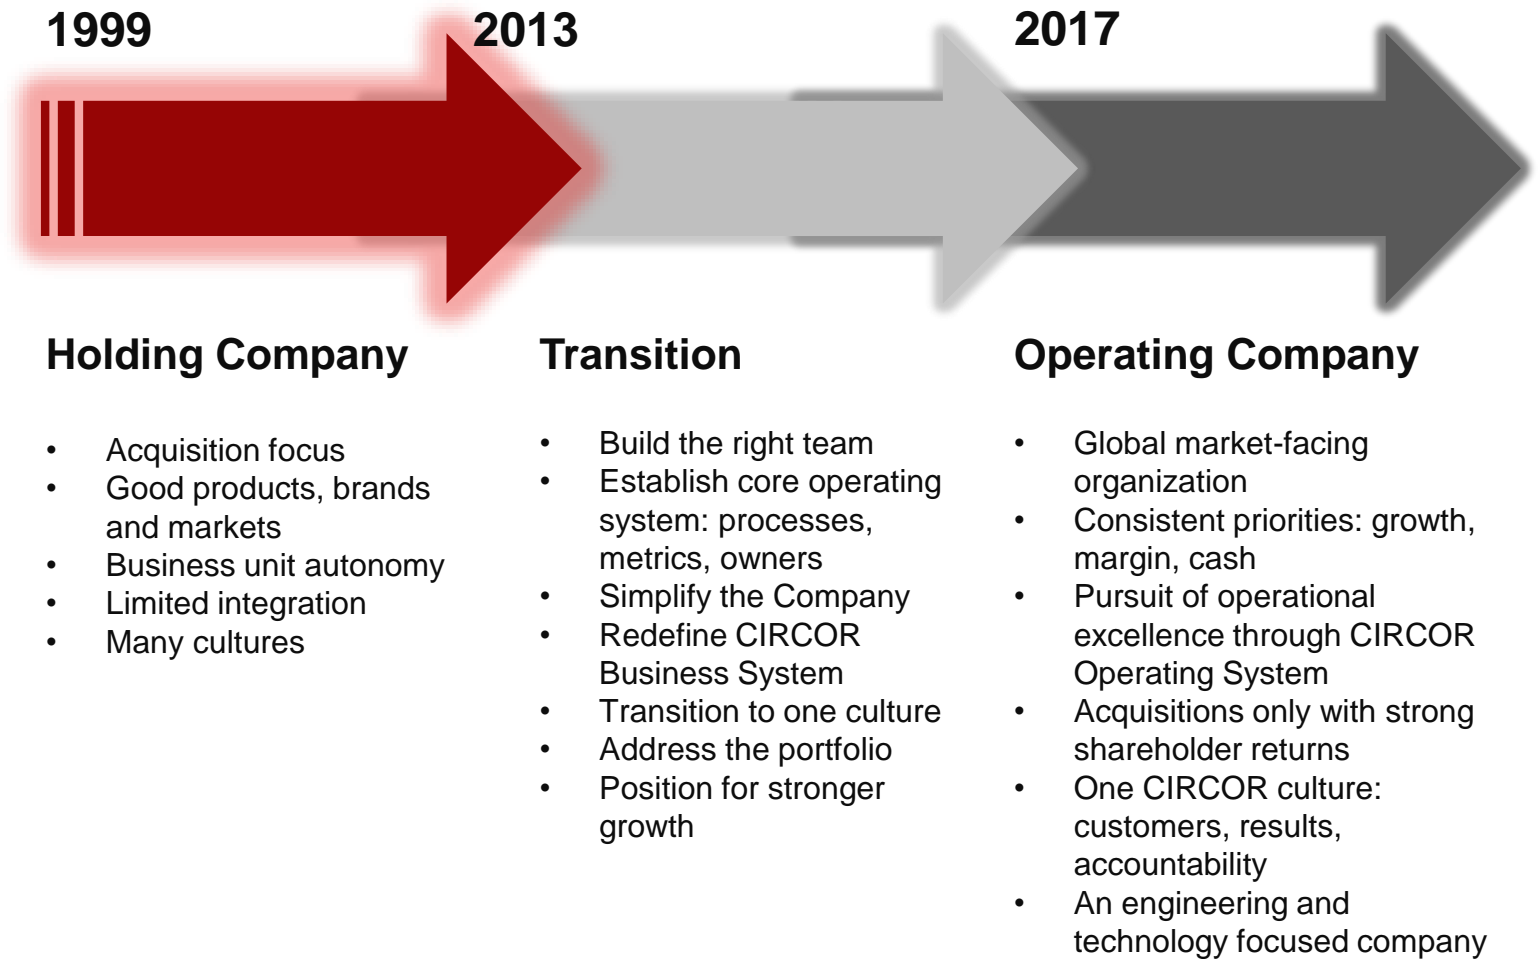 1999
2013
2017
Holding Company
• Acquisition focus
• Good products, brands
and markets
• Business unit autonomy
• Limited integration
• Many cultures
Transition
• Build the right team
• Establish core operating
system: processes,
metrics, owners
• Simplify the Company
• Redefine CIRCOR
Business System
• Transition to one culture
• Address the portfolio
• Position for stronger
growth
Operating Company
• Global market-facing
organization
• Consistent priorities: growth,
margin, cash
• Pursuit of operational
excellence through CIRCOR
Operating System
• Acquisitions only with strong
shareholder returns
• One CIRCOR culture:
customers, results,
accountability
• An engineering and
technology focused company